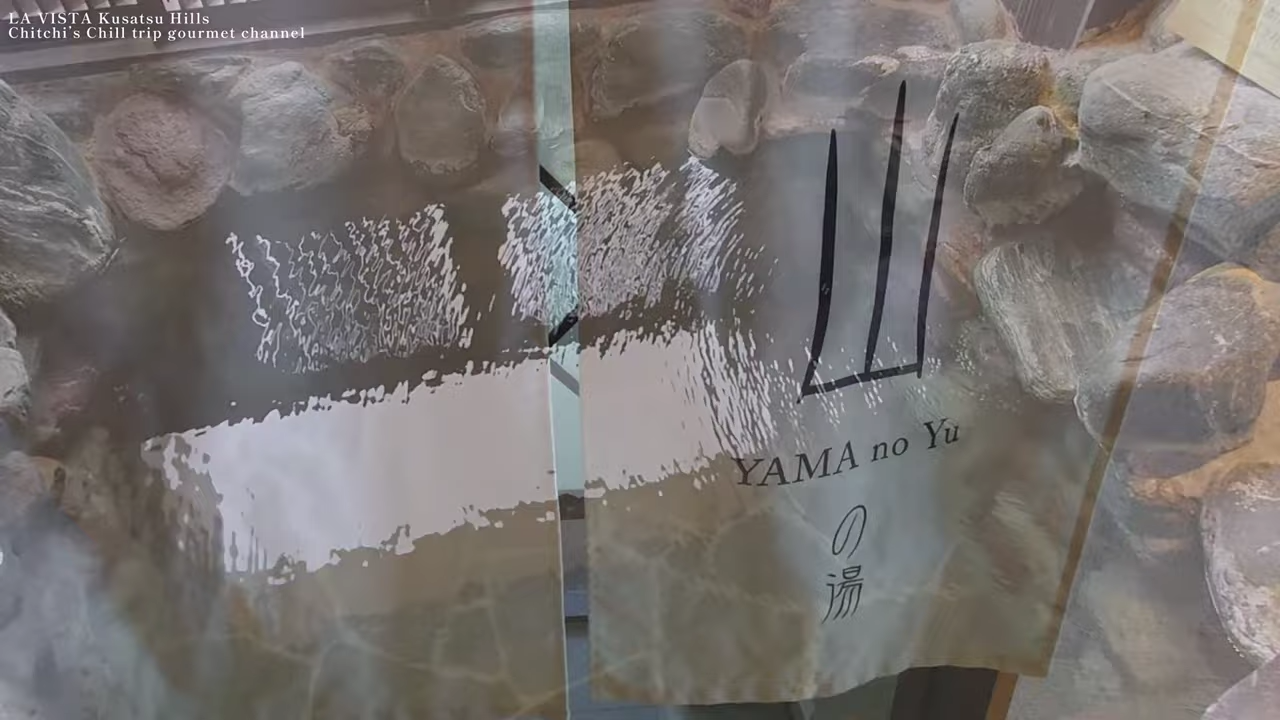 LA VISTA Kusatsu Hills
Chitchi's Chill trip gourmet channel
山
YAMA no Yu
の
湯